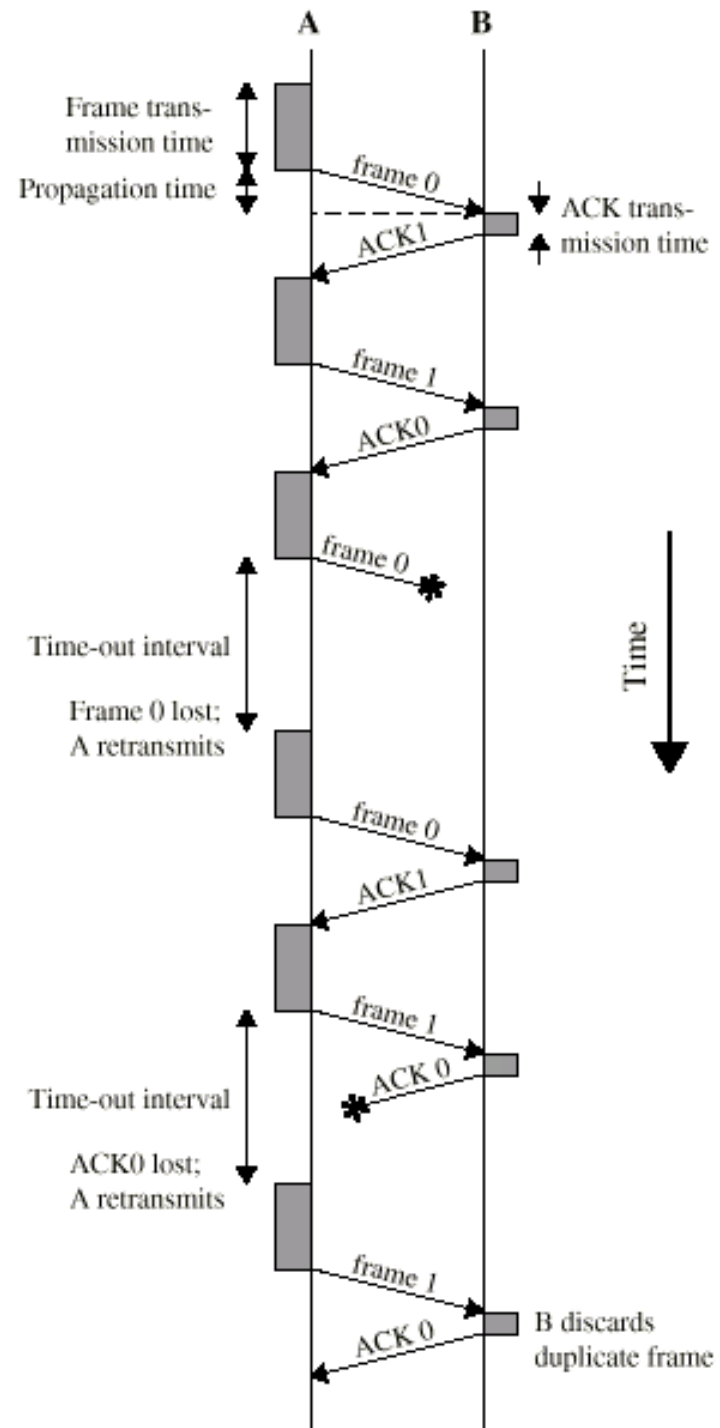 A
B
Frame trans-
mission time
Propagation time
frame 0
ACK trans-
mission time
ACK1
frame 1
ACK0
frame 0
Time
Time-out interval
Frame 0 lost;
A retransmits
frame 0
ACK1
frame 1
ACK 0
Time-out interval
ACK0 lost;
A retransmits
frame 1
ACK 0
B discards
duplicate frame